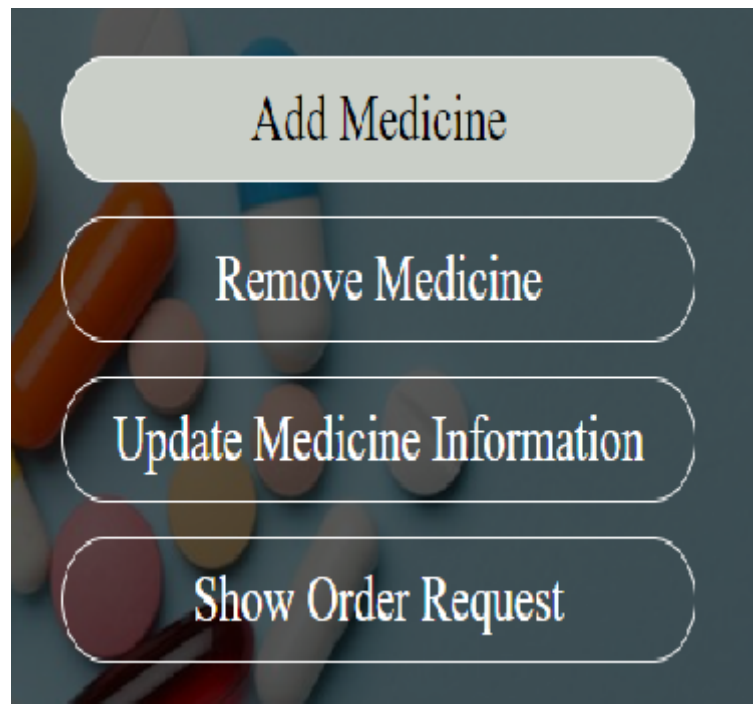 Add Medicine
Remove Medicine
Update Medicine Information
Show Order Request